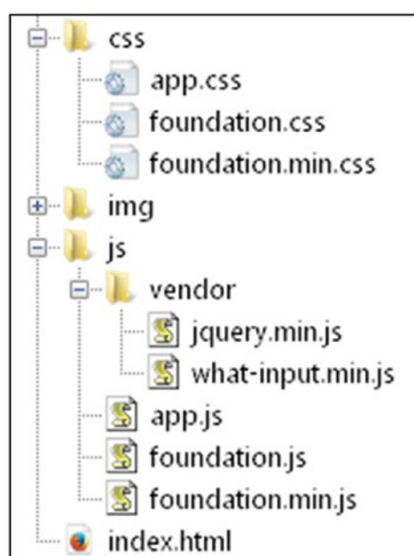 css
app.css
foundation.css
foundation.min.css
img
js
vendor
jquery.min.js
what-input.min.js
app.js
foundation.js
foundation.min.js
index.html